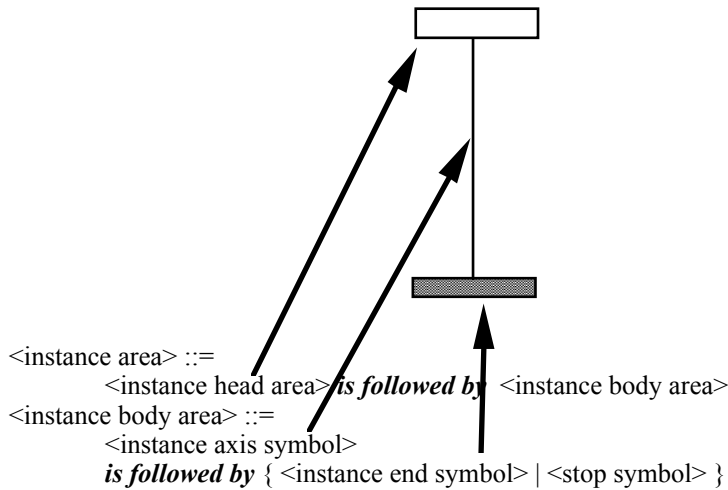 <instance area> ::=
<instance head area> is followed by <instance body area>
<instance body area> ::=
<instance axis symbol>
is followed by { <instance end symbol> | <stop symbol> }